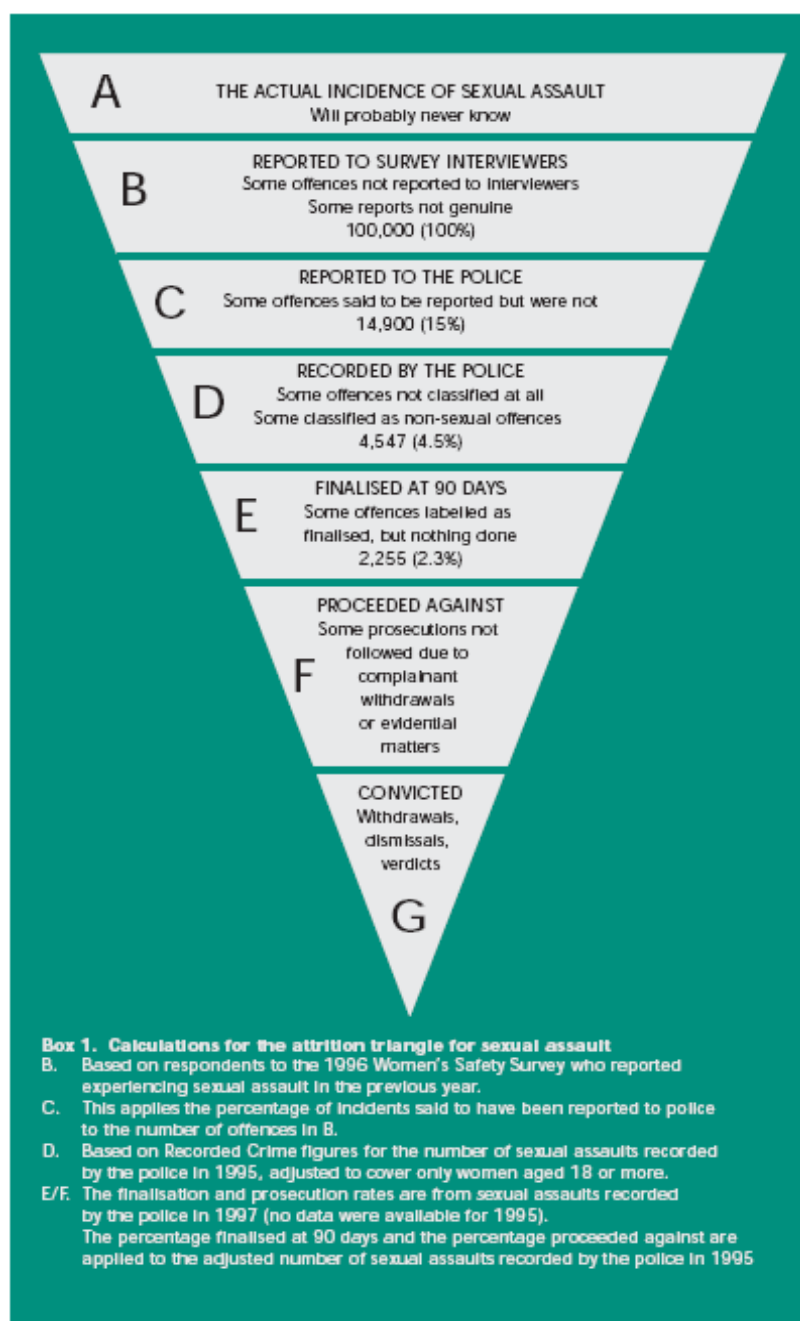 A
THE ACTUAL INCIDENCE OF SEXUAL ASSAULT
Will probably never know
B
REPORTED TO SURVEY INTERVIEWERS
Some offences not reported to interviewers
Some reports not genuine
100,000 (100%)
C
REPORTED TO THE POLICE
Some offences said to be reported but were not
14,900 (15%)
D
RECORDED BY THE POLICE
Some offences not classified at all
Some classified as non-sexual offences
4,547 (4.5%)
E
FINALISED AT 90 DAYS
Some offences labelled as
finalised, but nothing done
2,255 (2.3%)
F
PROCEEDED AGAINST
Some prosecutions not
followed due to
complainant
withdrawals
or evidential
matters
CONVICTED
Withdrawals,
dismissals,
verdicts
G
Box 1. Calculations for the attrition triangle for sexual assault
B. Based on respondents to the 1996 Women's Safety Survey who reported
experiencing sexual assault in the previous year.
C. This applies the percentage of incidents said to have been reported to police
to the number of offences in B.
D. Based on Recorded Crime figures for the number of sexual assaults recorded
by the police in 1995, adjusted to cover only women aged 18 or more.
E/F. The finalisation and prosecution rates are from sexual assaults recorded
by the police in 1997 (no data were available for 1995).
The percentage finalised at 90 days and the percentage proceeded against are
applied to the adjusted number of sexual assaults recorded by the police in 1995